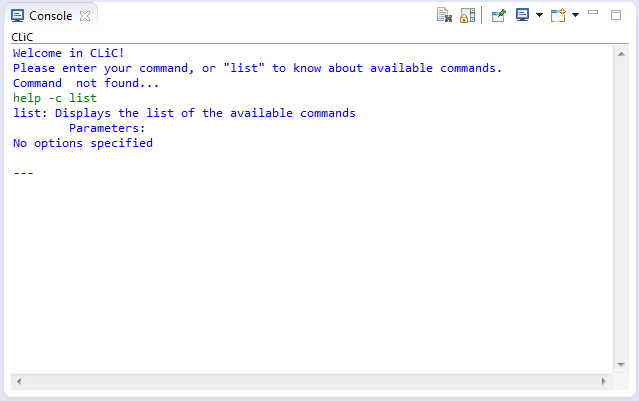 Console
CLiC
Welcome in CLiC!
Please enter your command, or "list" to know about available commands.
Command  not found...
help -c list
list: Displays the list of the available commands
        Parameters:
No options specified
---